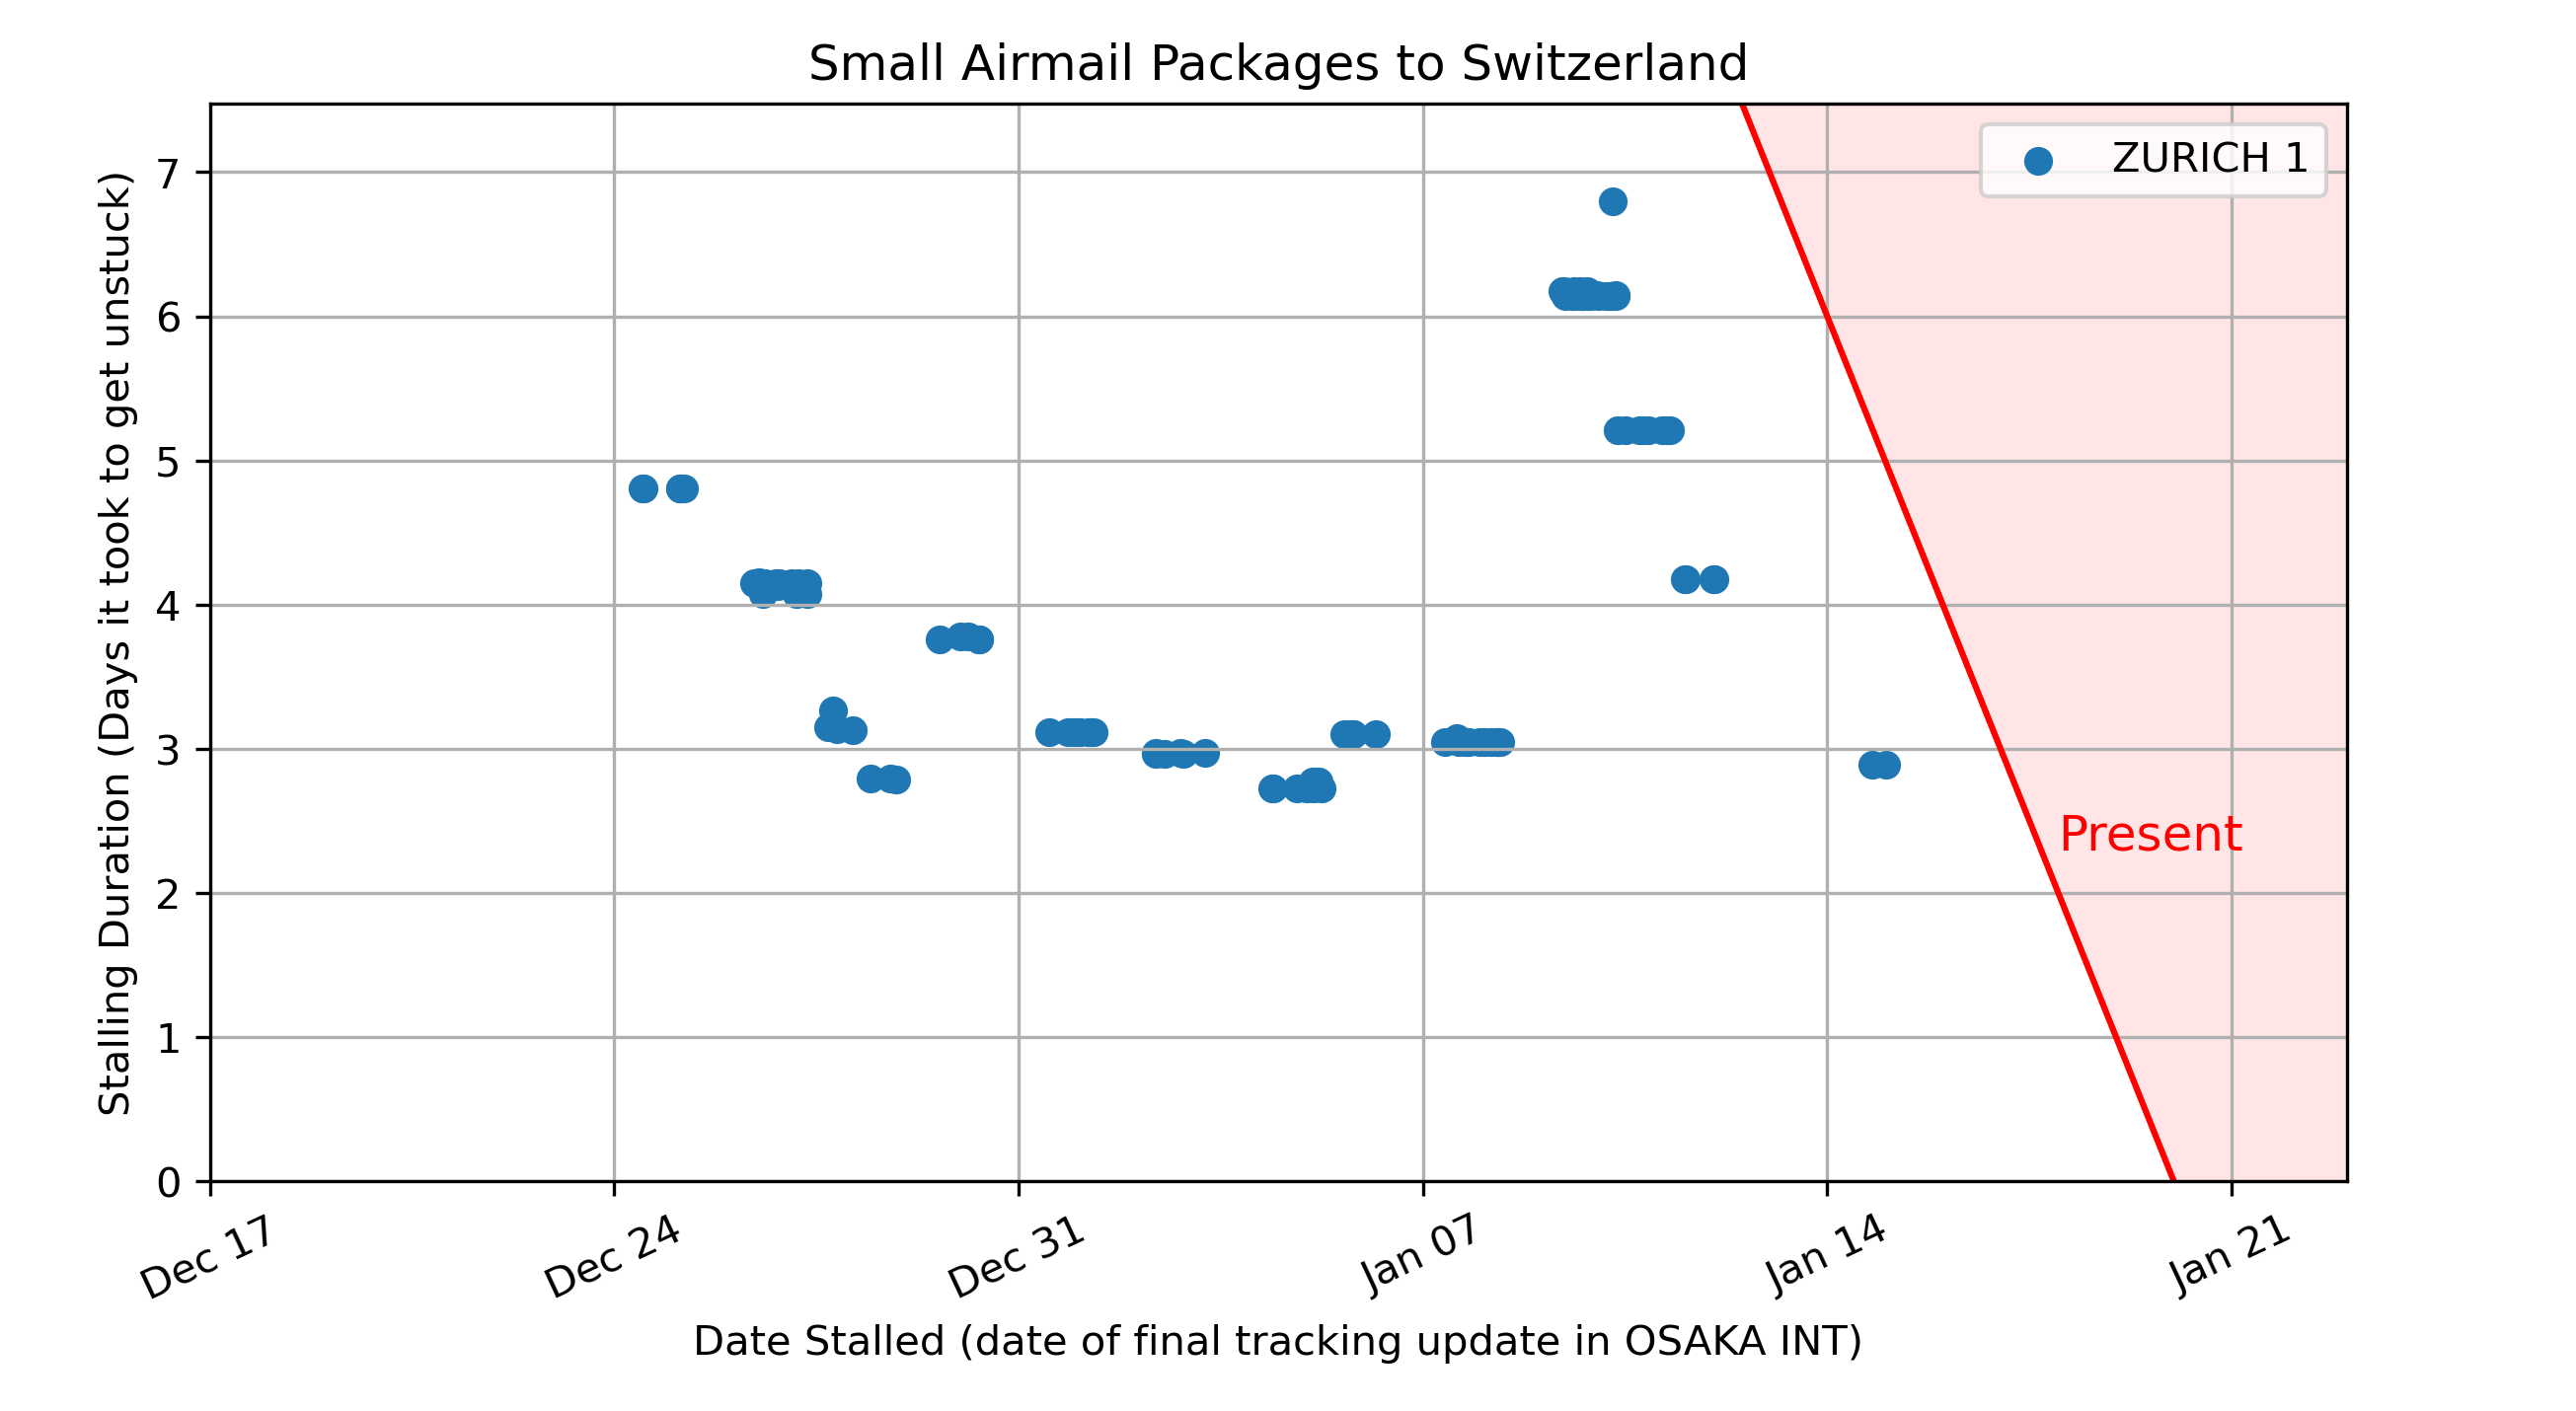 Small Airmail Packages to Switzerland
ZURICH 1
Stalling Duration (Days it took to get unstuck)
7
6
5
4
3
2
1
0
Present
Dec 17
Dec 24
Dec 31
Jan 07
Jan 14
Jan 21
Date Stalled (date of final tracking update in OSAKA INT)